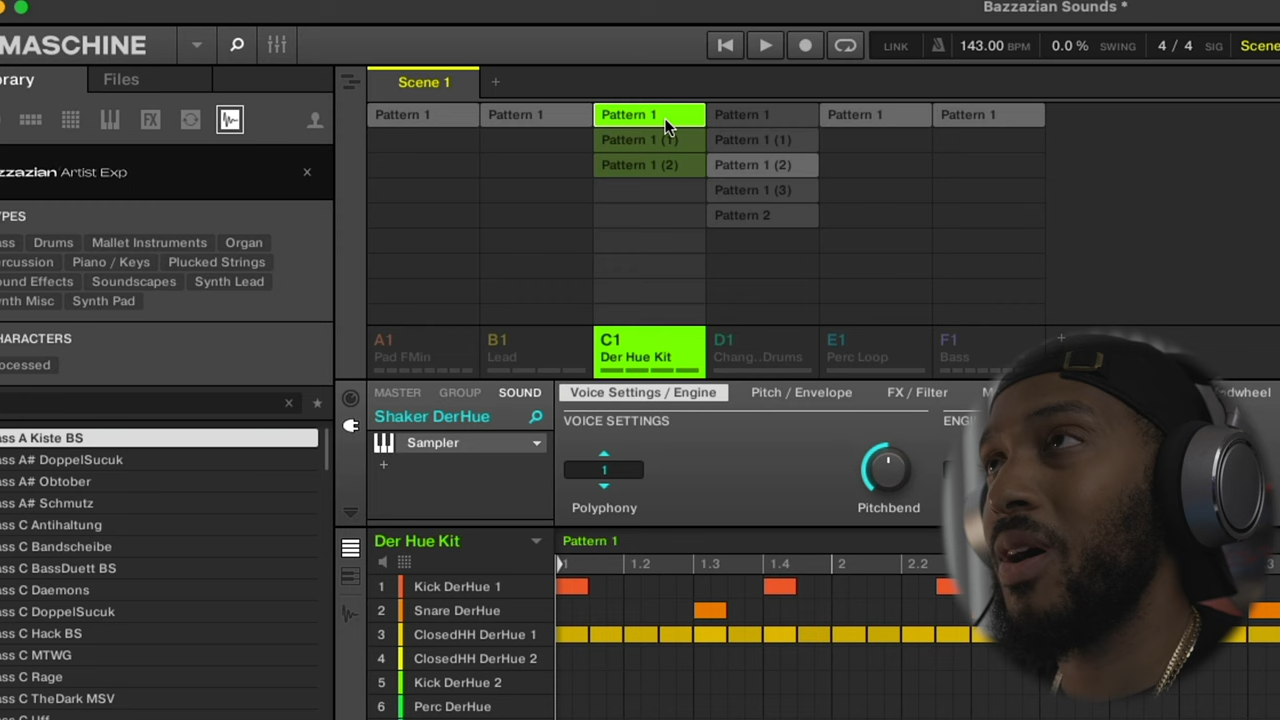 Bazzazian Sounds *
MASCHINE
LINK 143.00 BPM 0.0 % SWING 4 / 4 SIG Scene
Files
Scene 1 +
Pattern 1 Pattern 1 Pattern 1 Pattern 1 Pattern 1 Pattern 1
Pattern 1 (1) Pattern 1 (1)
Pattern 1 (2) Pattern 1 (2)
Pattern 1 (3)
Pattern 2
zzazian Artist Exp ×
YPES
ass Drums Mallet Instruments Organ
ercussion Piano / Keys Plucked Strings
ound Effects Soundscapes Synth Lead
nth Misc Synth Pad
HARACTERS
ocessed
A1 B1 C1 D1 E1 F1 +
Pad FMin Lead Der Hue Kit Chang..Drums Perc Loop Bass
MASTER GROUP SOUND
Voice Settings / Engine Pitch / Envelope FX / Filter
Shaker DerHue
VOICE SETTINGS
Sampler
+
1
Polyphony Pitchbend
ass A Kiste BS
ass A# DoppelSucuk
ass A# Obtober
ass A# Schmutz
ass C Antihaltung
ass C Bandscheibe
ass C BassDuett BS
ass C Daemons
ass C DoppelSucuk
ass C Hack BS
ass C MTWG
ass C Rage
ass C TheDark MSV
Der Hue Kit Pattern 1
1 1.2 1.3 1.4 2 2.2
1 Kick DerHue 1
2 Snare DerHue
3 ClosedHH DerHue 1
4 ClosedHH DerHue 2
5 Kick DerHue 2
6 Perc DerHue